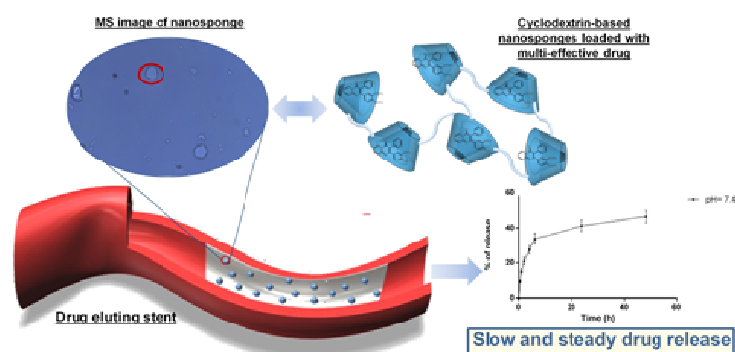 MS image of nanosponge
Cyclodextrin-based
nanosponges loaded with
multi-effective drug
Drug eluting stent
60
40
20
0
% of release
0
20
40
60
80
Time (h)
pH= 7.4
Slow and steady drug release